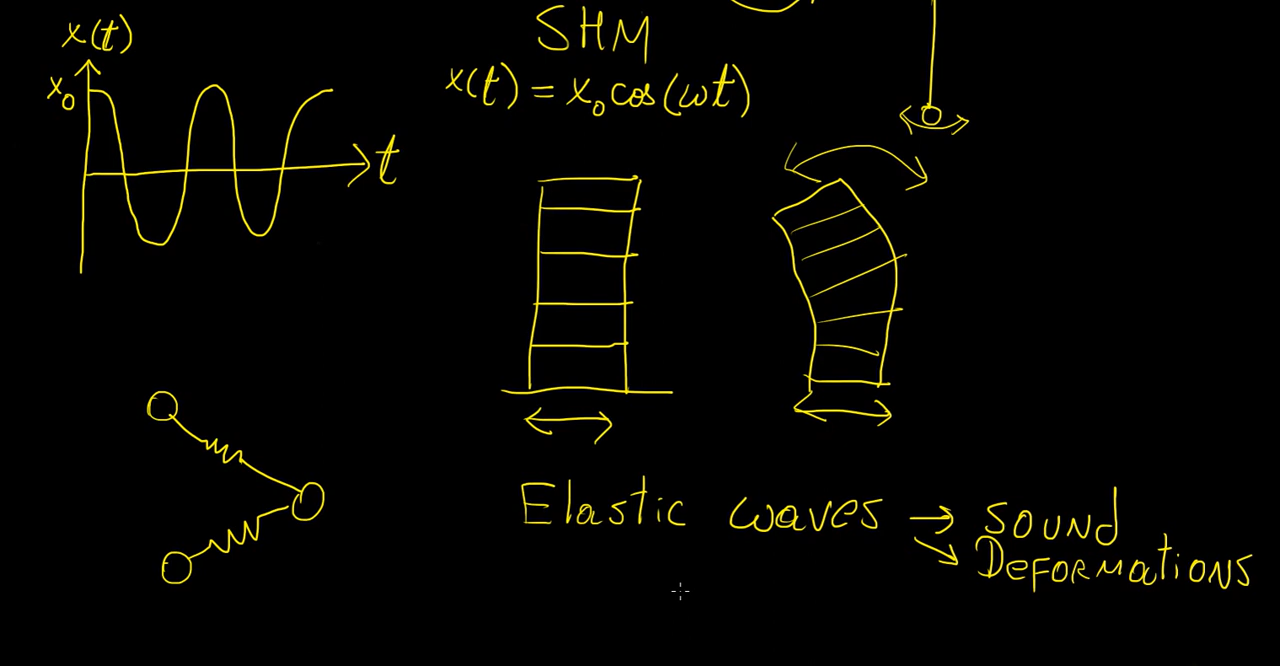 SHM
x(t) = x₀cos(ωt)
x(t)
x₀
t
Elastic waves → SOUND
DEFORMATIONS